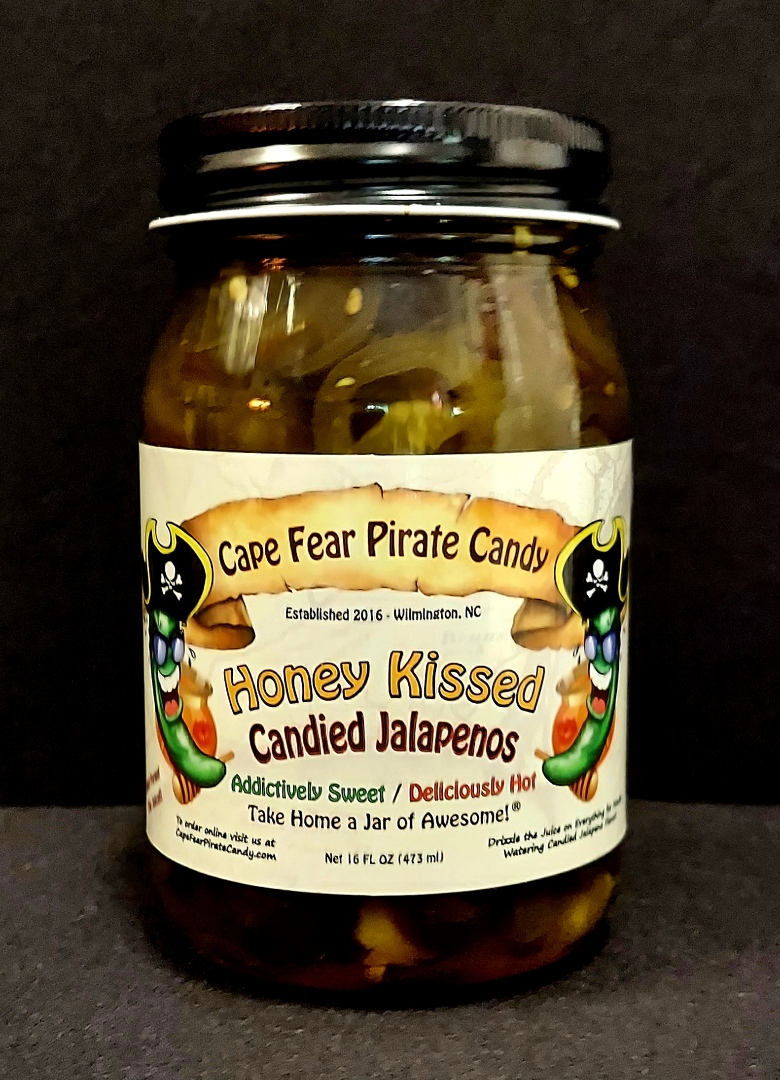 Cape Fear Pirate Candy
Established 2016 - Wilmington, NC
Honey Kissed
Candied Jalapenos
Addictively Sweet / Deliciously Hot
Take Home a Jar of Awesome!®
To order online visit us at
CapeFearPirateCandy.com
Net 16 FL OZ (473 ml)
Drizzle the Juice on Everything for
Watering Candied Jalapeno